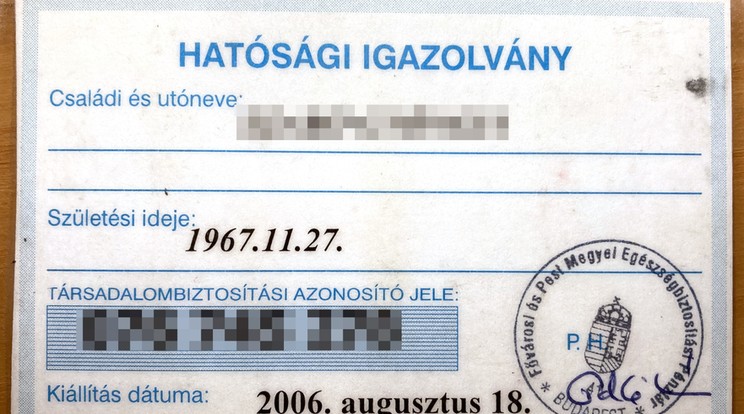 HATÓSÁGI IGAZOLVÁNY
Családi és utóneve:
Születési ideje:
1967.11.27.
TÁRSADALOMBIZTOSÍTÁSI AZONOSÍTÓ JELE:
Fővárosi és Pest Megyei Egészségbiztosítási Pénztár
P. H.
* BUDAPEST *
Kiállítás dátuma: 2006. augusztus 18.